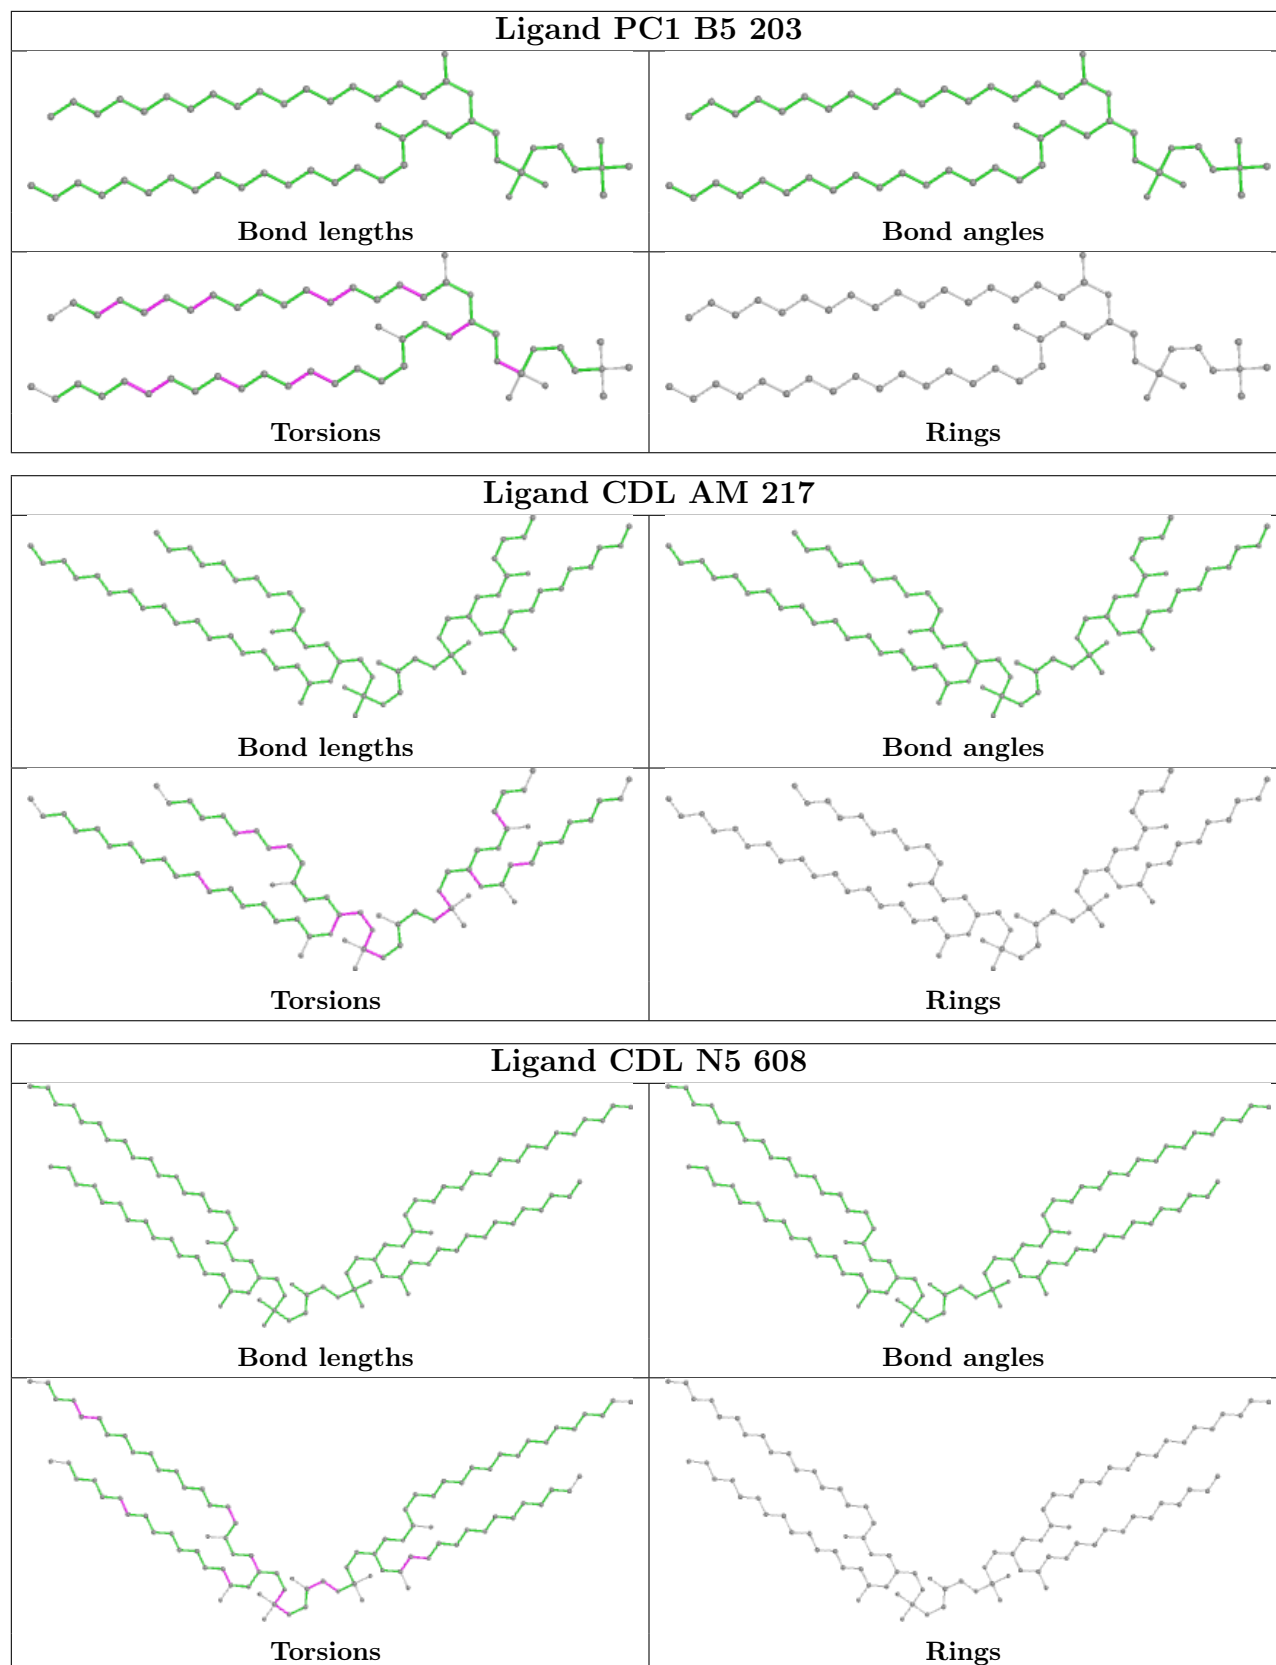 Ligand PC1 B5 203
Bond lengths
Bond angles
Torsions
Rings
Ligand CDL AM 217
Bond lengths
Bond angles
Torsions
Rings
Ligand CDL N5 608
Bond lengths
Bond angles
Torsions
Rings